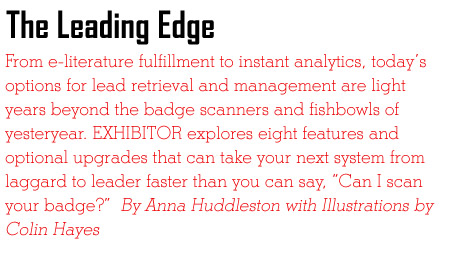 The Leading Edge
From e-literature fulfillment to instant analytics, today's
options for lead retrieval and management are light
years beyond the badge scanners and fishbowls of
yesteryear. EXHIBITOR explores eight features and
optional upgrades that can take your next system from
laggard to leader faster than you can say, "Can I scan
your badge?" By Anna Huddleston with Illustrations by
Colin Hayes